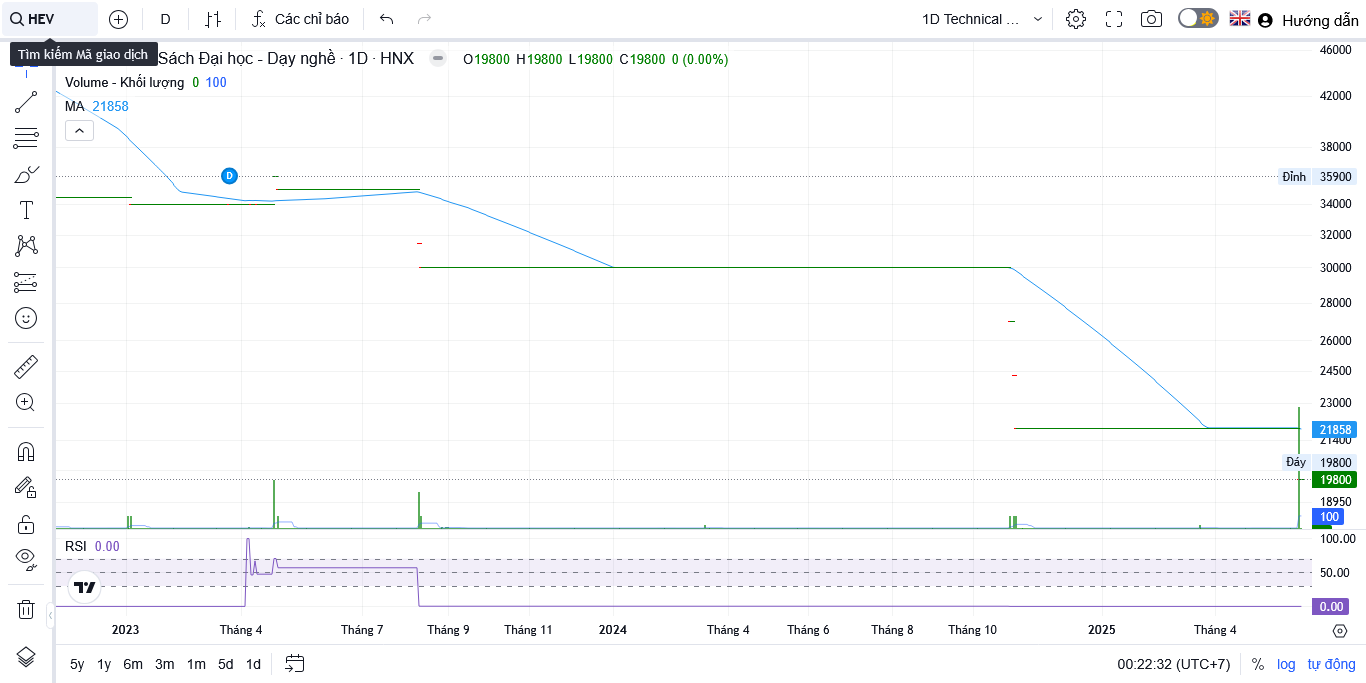 HEV
D
Các chỉ báo
1D Technical ...
Hướng dẫn
Tìm kiếm Mã giao dịch
Sách Đại học - Dạy nghề · 1D · HNX
O19800 H19800 L19800 C19800 0 (0.00%)
Volume - Khối lượng 0 100
MA 21858
D
46000
42000
38000
Đỉnh 35900
34000
32000
30000
28000
26000
24500
23000
21858
21400
Đáy 19800
19800
18950
100
RSI 0.00
100.00
50.00
0.00
2023 Tháng 4 Tháng 7 Tháng 9 Tháng 11 2024 Tháng 4 Tháng 6 Tháng 8 Tháng 10 2025 Tháng 4
5y 1y 6m 3m 1m 5d 1d
00:22:32 (UTC+7) % log tự động